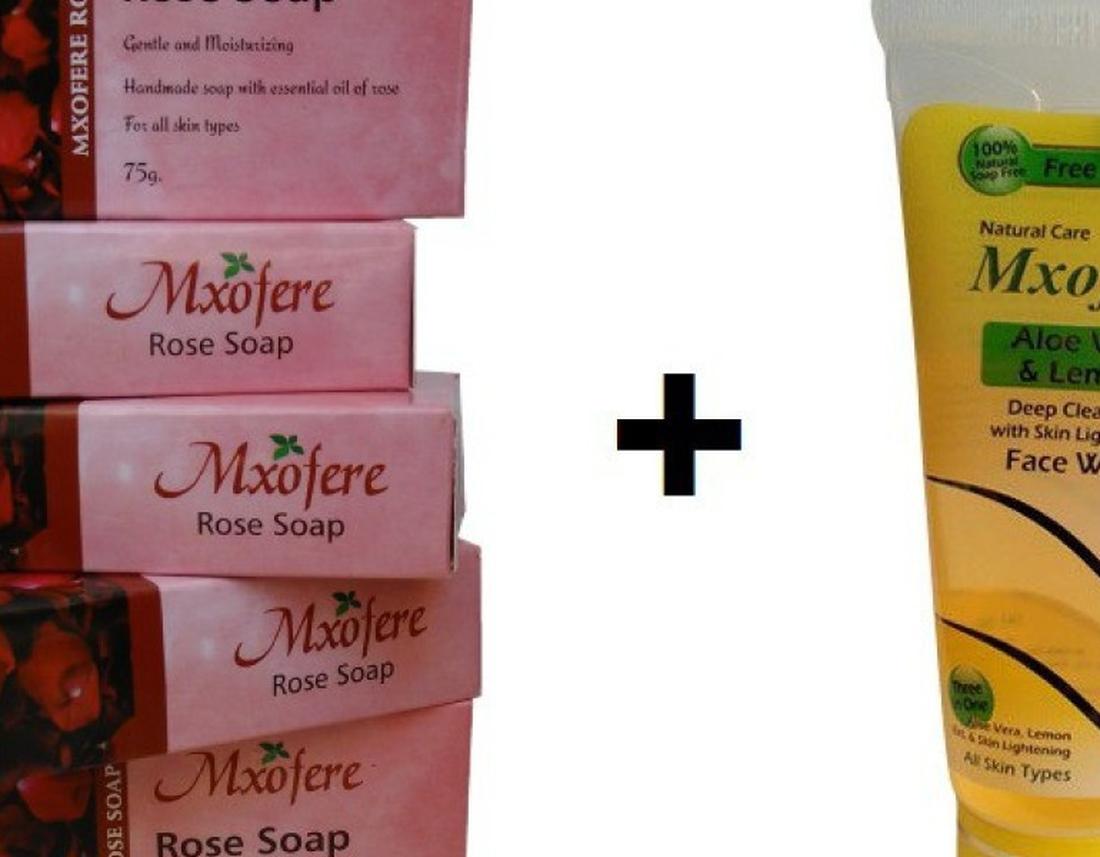 Rose Soap
Gentle and Moisturizing
Handmade soap with essential oil of rose
For all skin types
75g.
MXOFERE RO
Mxofere
Rose Soap
Mxofere
Rose Soap
Mxofere
Rose Soap
Mxofere
Rose Soap
OSE SOAP
+
100%
Natural
Soap Free
Free
Natural Care
Mxof
Aloe V
& Lem
Deep Clea
with Skin Lig
Face W
Three
in One
Aloe Vera, Lemon
& Skin Lightening
All Skin Types